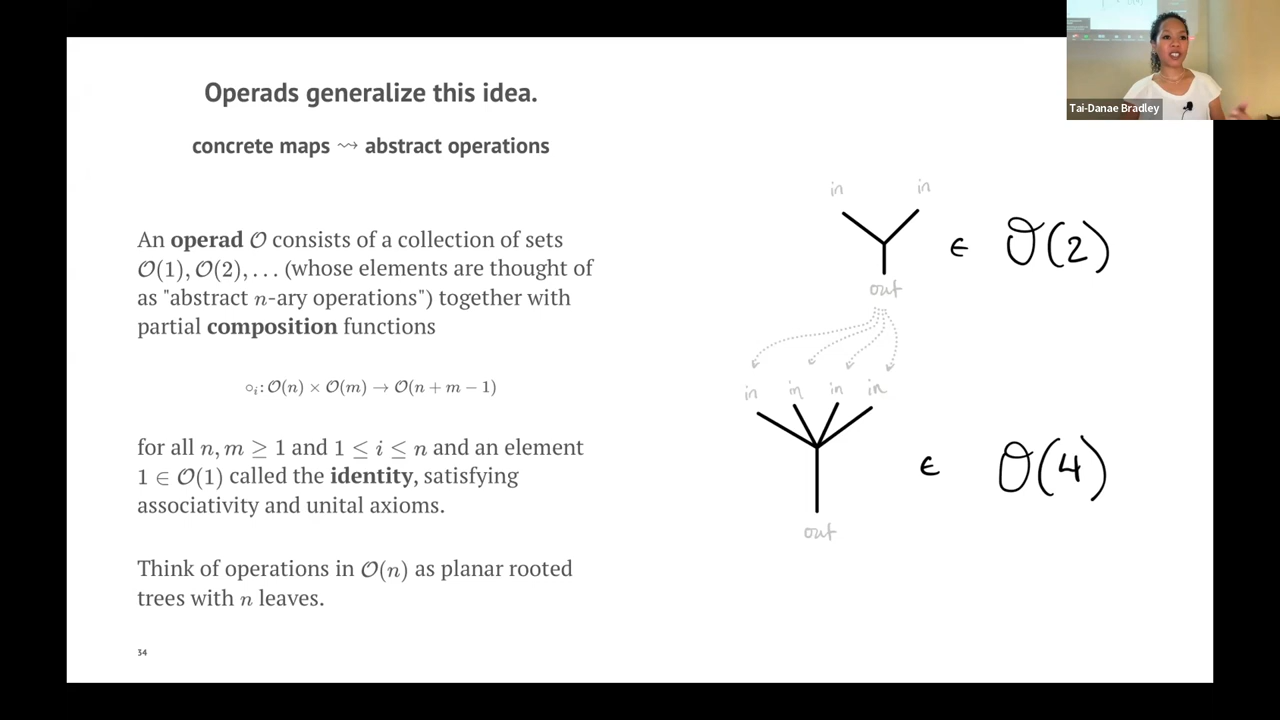 Operads generalize this idea.
concrete maps ⇝ abstract operations
An operad 𝒪 consists of a collection of sets
𝒪(1), 𝒪(2), . . . (whose elements are thought of
as "abstract n-ary operations") together with
partial composition functions
∘ᵢ: 𝒪(n) × 𝒪(m) → 𝒪(n + m − 1)
for all n, m ≥ 1 and 1 ≤ i ≤ n and an element
1 ∈ 𝒪(1) called the identity, satisfying
associativity and unital axioms.
Think of operations in 𝒪(n) as planar rooted
trees with n leaves.
34
in in
∈ 𝒪(2)
out
in in in in
∈ 𝒪(4)
out
Tai-Danae Bradley